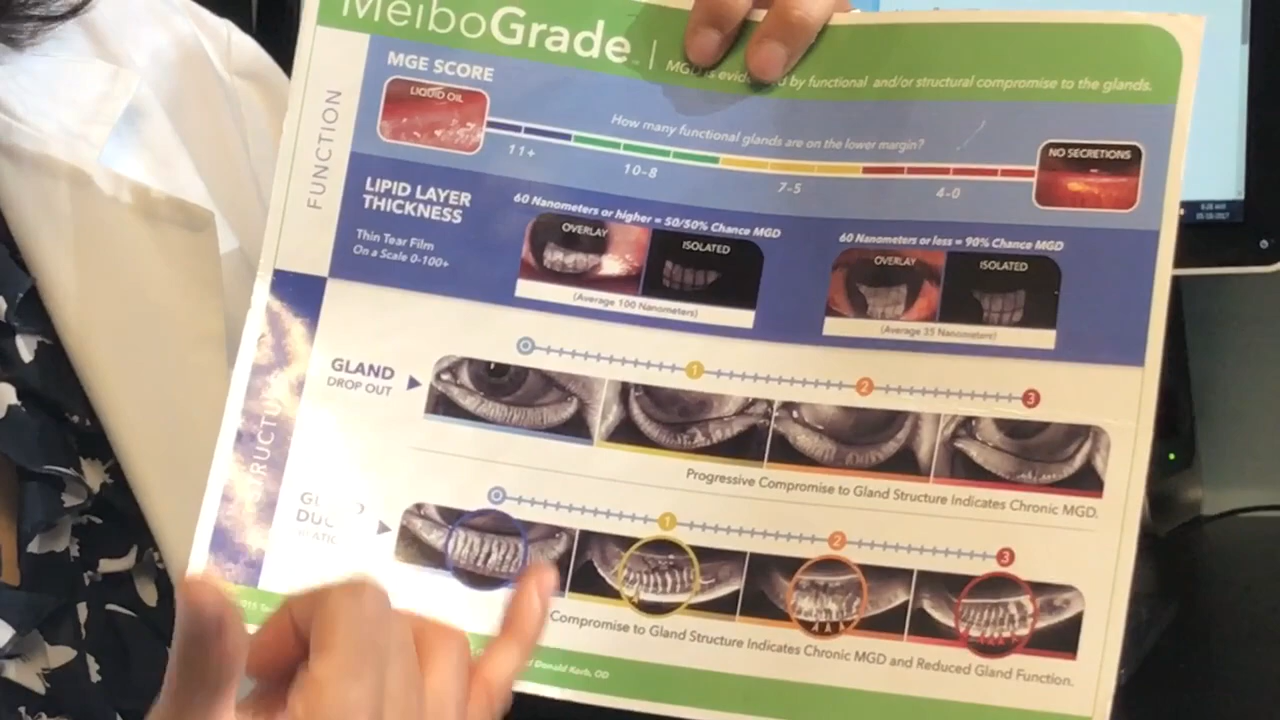 MeiboGrade
MGD is evidenced by functional and/or structural compromise to the glands.
FUNCTION
MGE SCORE
LIQUID OIL
How many functional glands are on the lower margin?
11+
10-8
7-5
4-0
NO SECRETIONS
LIPID LAYER
THICKNESS
Thin Tear Film
On a Scale 0-100+
60 Nanometers or higher = 50/50% Chance MGD
OVERLAY
ISOLATED
(Average 100 Nanometers)
60 Nanometers or less = 90% Chance MGD
OVERLAY
ISOLATED
(Average 35 Nanometers)
GLAND
DROP OUT
0
1
2
3
Progressive Compromise to Gland Structure Indicates Chronic MGD.
0
1
2
3
Compromise to Gland Structure Indicates Chronic MGD and Reduced Gland Function.
Donald Korb, OD